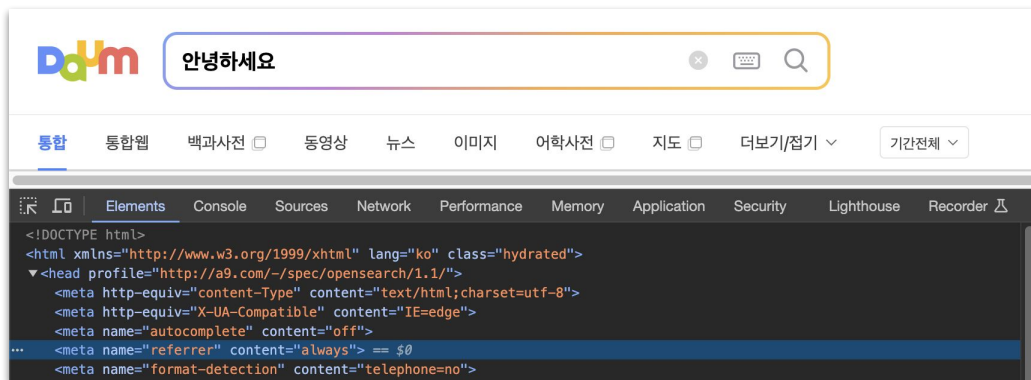 Daum 안녕하세요
통합 통합웹 백과사전 동영상 뉴스 이미지 어학사전 지도 더보기/접기 기간전체
Elements Console Sources Network Performance Memory Application Security Lighthouse Recorder
<!DOCTYPE html>
<html xmlns="http://www.w3.org/1999/xhtml" lang="ko" class="hydrated">
▼<head profile="http://a9.com/-/spec/opensearch/1.1/">
<meta http-equiv="content-Type" content="text/html;charset=utf-8">
<meta http-equiv="X-UA-Compatible" content="IE=edge">
<meta name="autocomplete" content="off">
··· <meta name="referrer" content="always"> == $0
<meta name="format-detection" content="telephone=no">